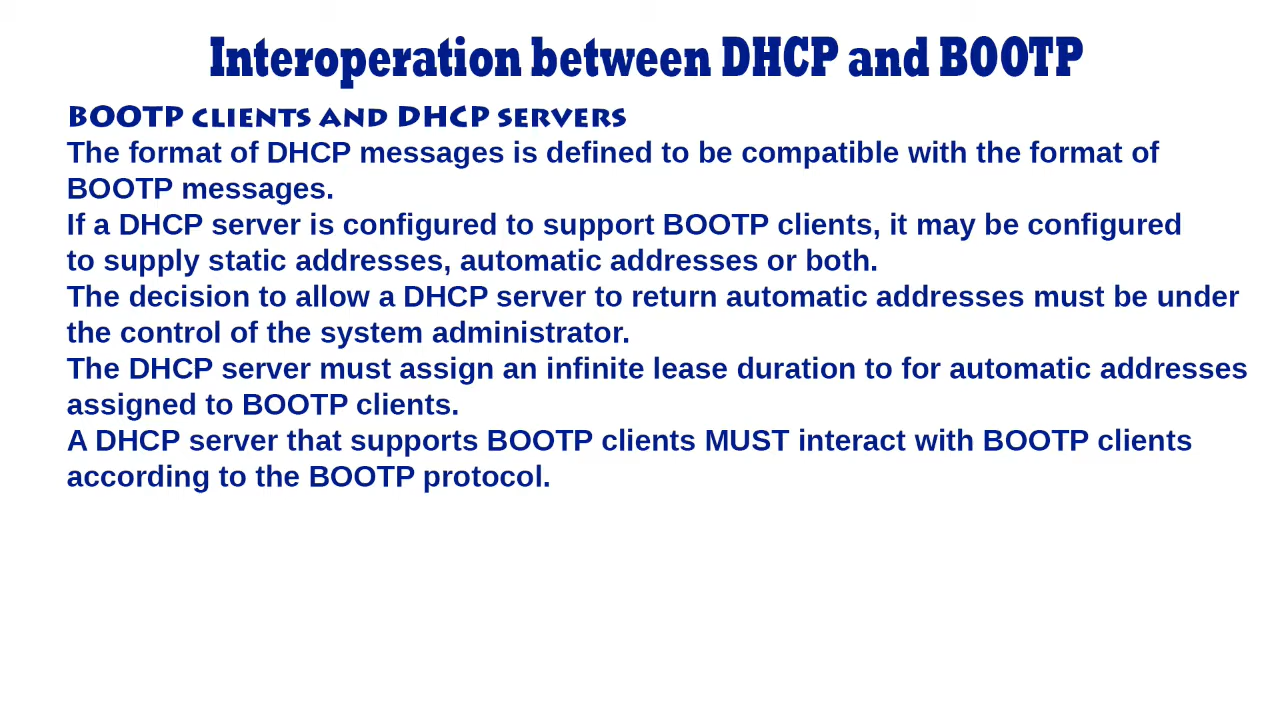 Interoperation between DHCP and BOOTP
BOOTP clients and DHCP servers
The format of DHCP messages is defined to be compatible with the format of
BOOTP messages.
If a DHCP server is configured to support BOOTP clients, it may be configured
to supply static addresses, automatic addresses or both.
The decision to allow a DHCP server to return automatic addresses must be under
the control of the system administrator.
The DHCP server must assign an infinite lease duration to for automatic addresses
assigned to BOOTP clients.
A DHCP server that supports BOOTP clients MUST interact with BOOTP clients
according to the BOOTP protocol.